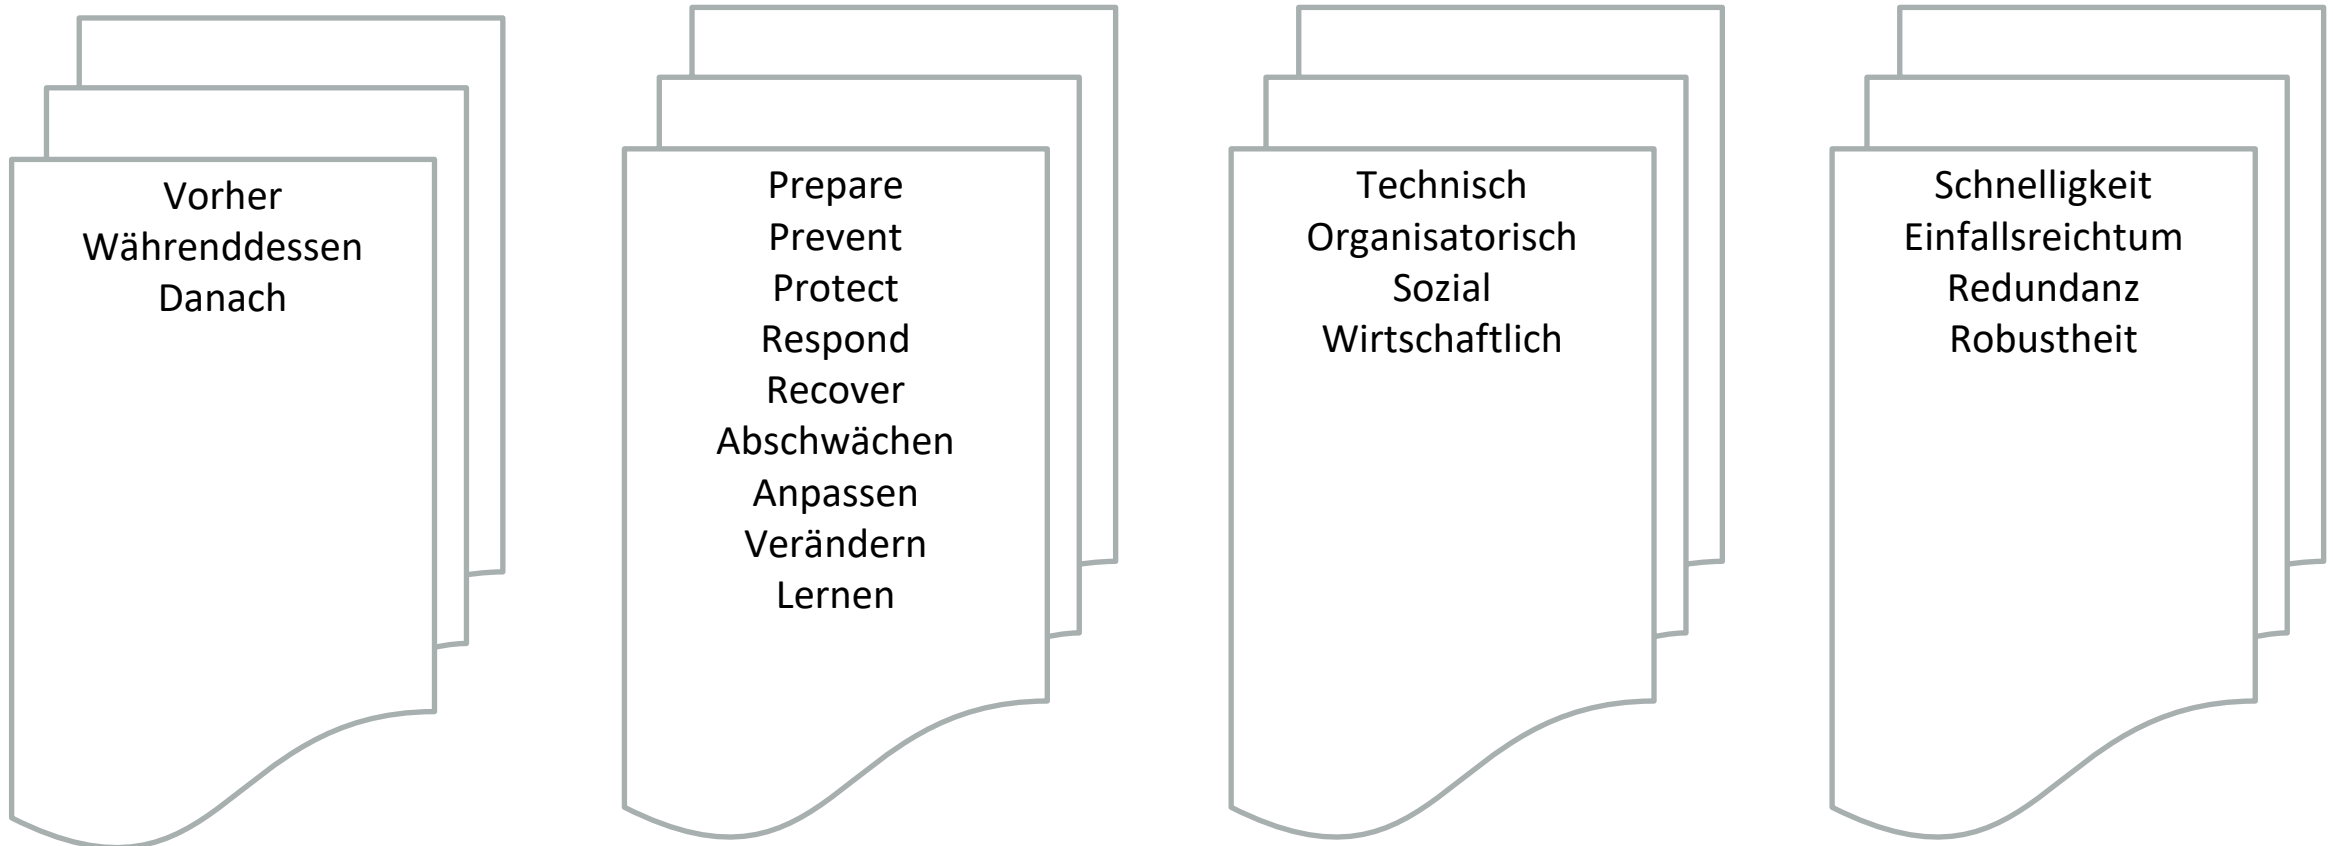 Vorher
Währenddessen
Danach
Prepare
Prevent
Protect
Respond
Recover
Abschwächen
Anpassen
Verändern
Lernen
Technisch
Organisatorisch
Sozial
Wirtschaftlich
Schnelligkeit
Einfallsreichtum
Redundanz
Robustheit